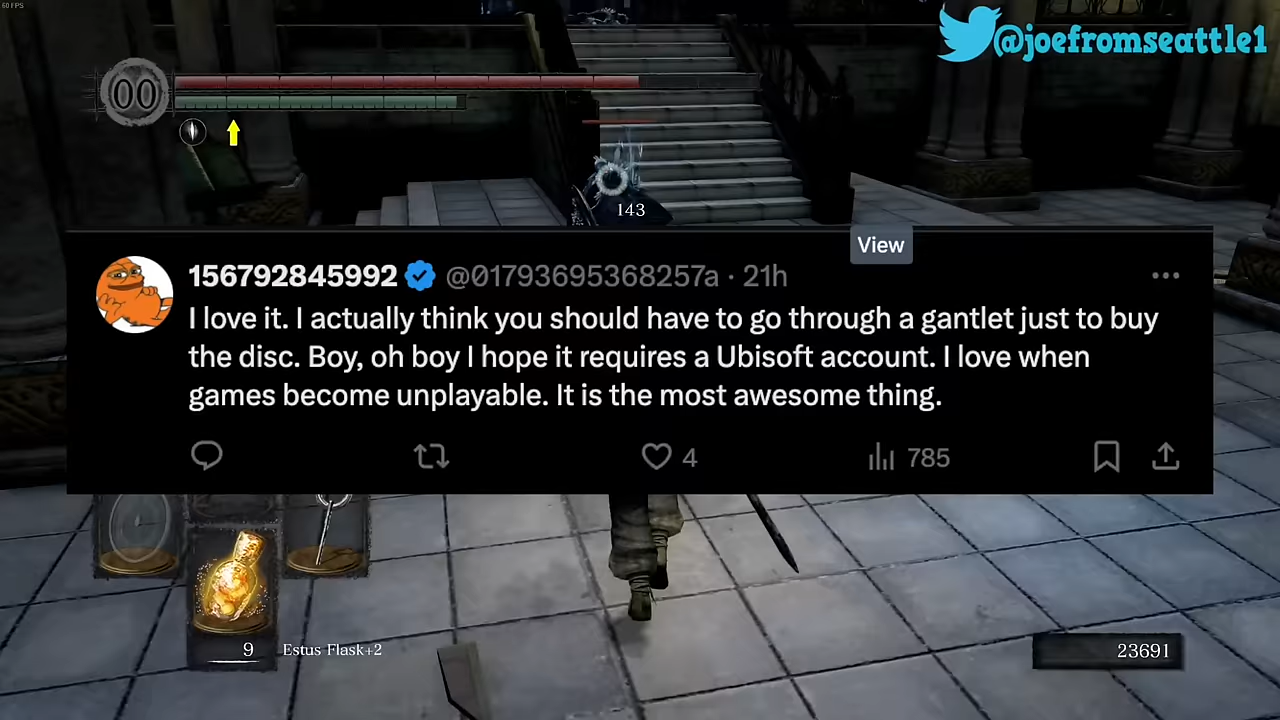 60 FPS
@joefromseattle1
00
143
View
156792845992 @01793695368257a · 21h
I love it. I actually think you should have to go through a gantlet just to buy
the disc. Boy, oh boy I hope it requires a Ubisoft account. I love when
games become unplayable. It is the most awesome thing.
4 785
9 Estus Flask+2
23691